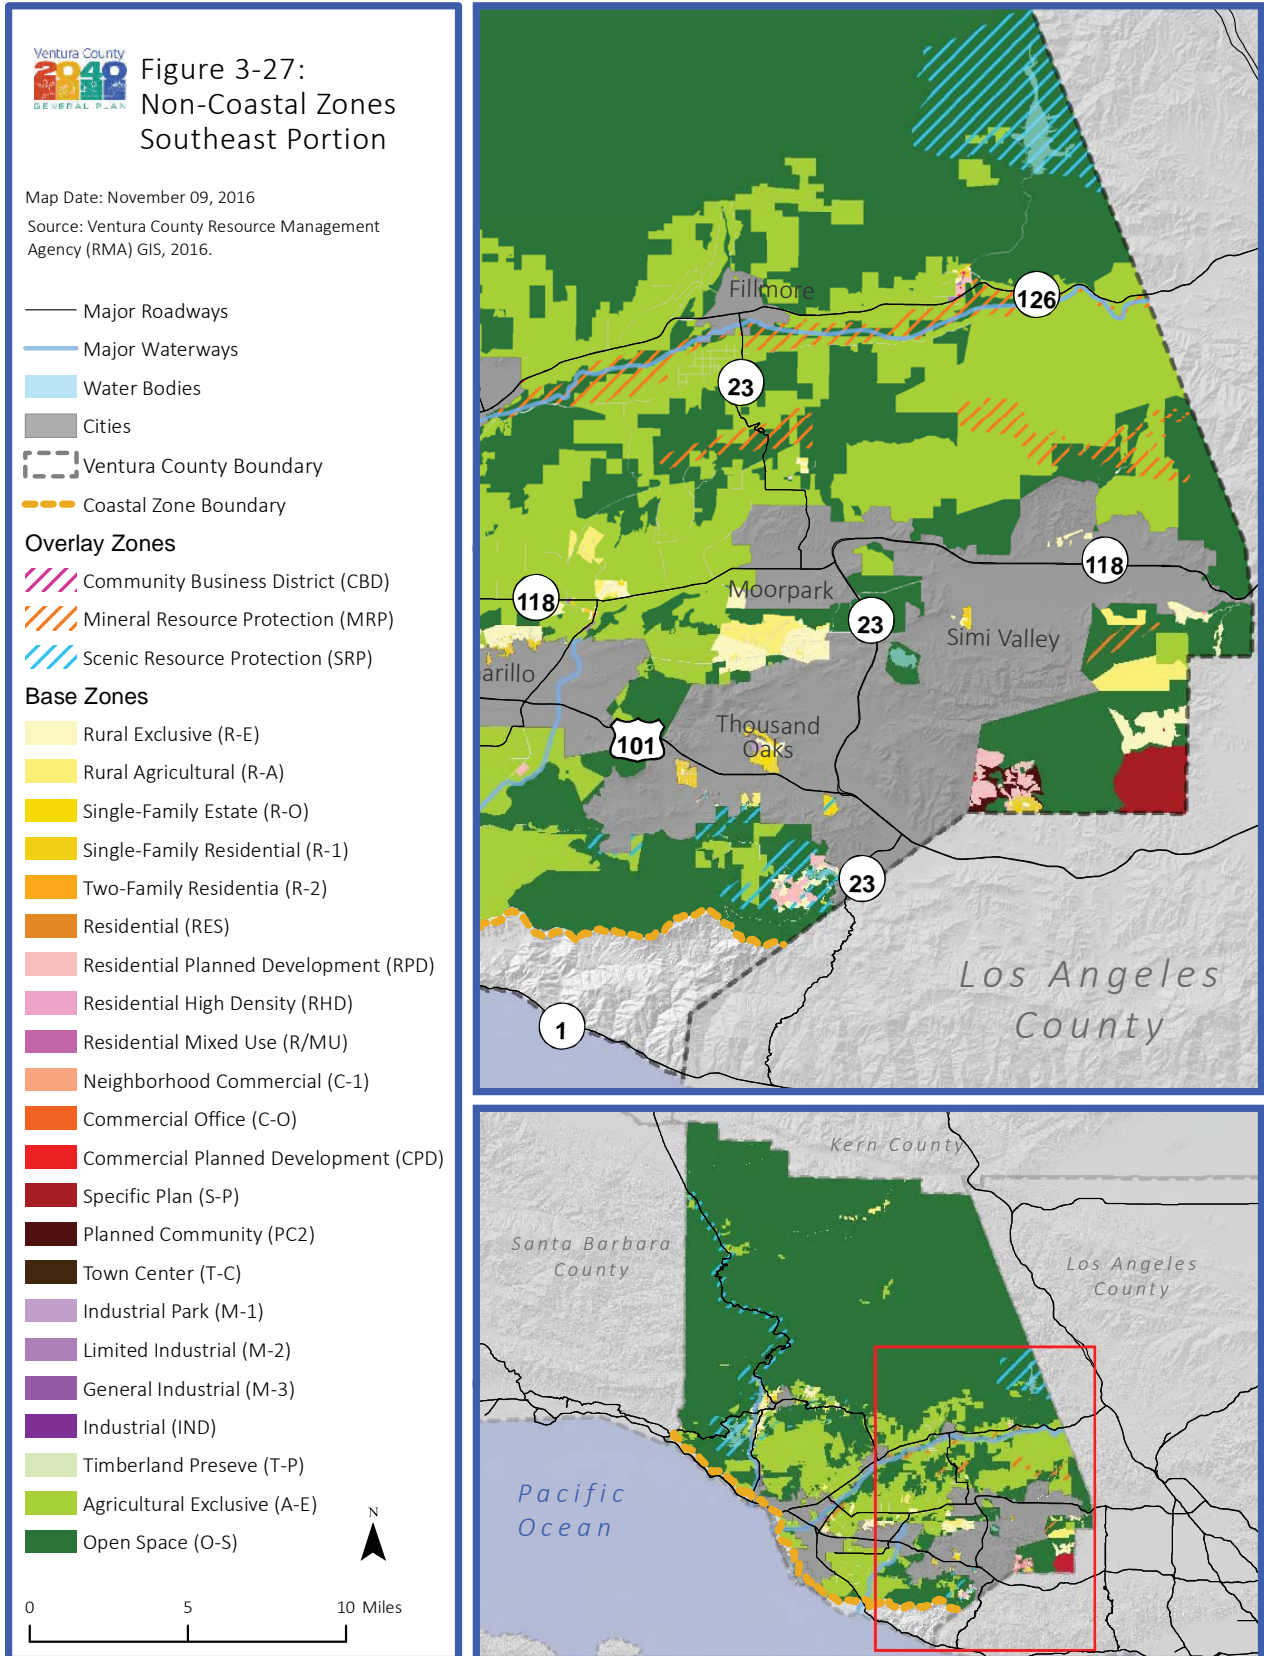 Ventura County
2040
GENERAL PLAN
Figure 3-27:
Non-Coastal Zones
Southeast Portion
Map Date: November 09, 2016
Source: Ventura County Resource Management
Agency (RMA) GIS, 2016.
Major Roadways
Major Waterways
Water Bodies
Cities
Ventura County Boundary
Coastal Zone Boundary
Overlay Zones
Community Business District (CBD)
Mineral Resource Protection (MRP)
Scenic Resource Protection (SRP)
Base Zones
Rural Exclusive (R-E)
Rural Agricultural (R-A)
Single-Family Estate (R-O)
Single-Family Residential (R-1)
Two-Family Residentia (R-2)
Residential (RES)
Residential Planned Development (RPD)
Residential High Density (RHD)
Residential Mixed Use (R/MU)
Neighborhood Commercial (C-1)
Commercial Office (C-O)
Commercial Planned Development (CPD)
Specific Plan (S-P)
Planned Community (PC2)
Town Center (T-C)
Industrial Park (M-1)
Limited Industrial (M-2)
General Industrial (M-3)
Industrial (IND)
Timberland Preseve (T-P)
Agricultural Exclusive (A-E)
Open Space (O-S)
N
0 5 10 Miles
Fillmore
126
23
118
118
Moorpark
23
Simi Valley
arillo
Thousand
Oaks
101
23
Los Angeles
County
1
Kern County
Santa Barbara
County
Los Angeles
County
Pacific
Ocean